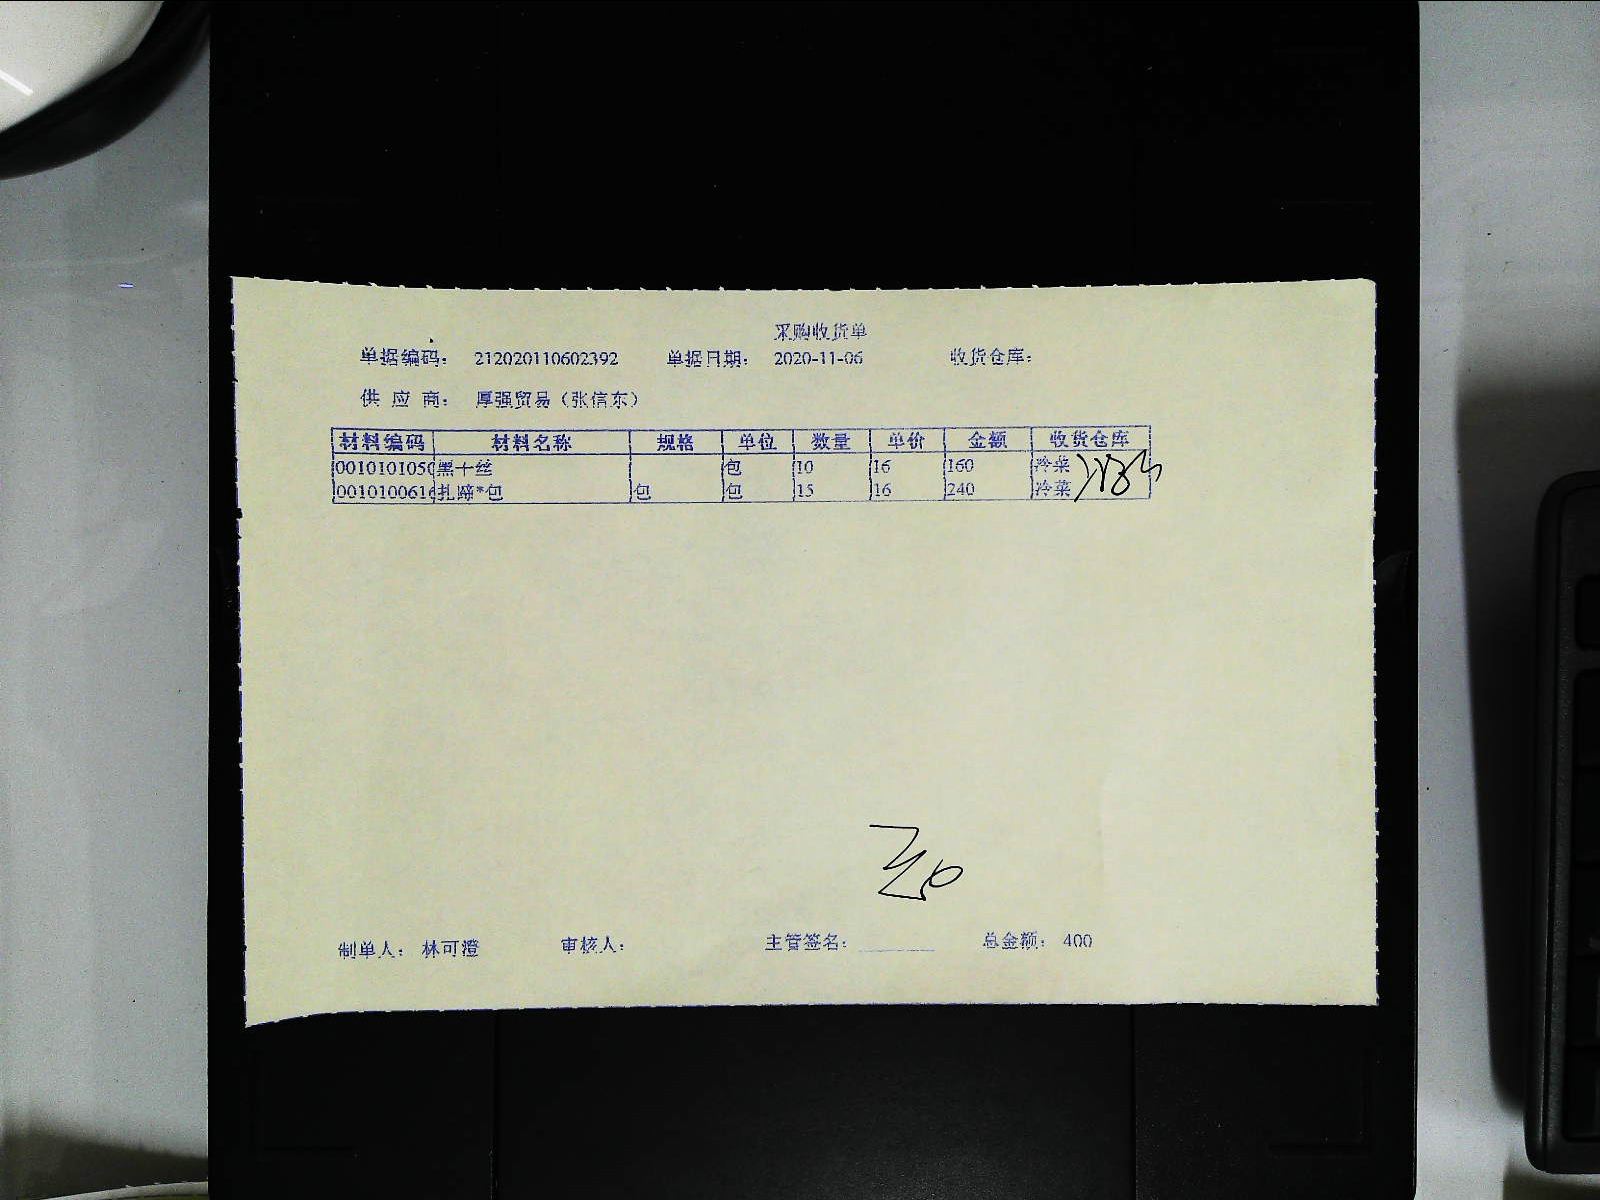 采购收货单
单据编码： 212020110602392 单据日期： 2020-11-06 收货仓库：
供 应 商： 厚强贸易（张信东）
材料编码 材料名称 规格 单位 数量 单价 金额 收货仓库
001010105 黑干丝 包 10 16 160 冷菜
001010061 扎蹄*包 包 包 15 16 240 冷菜
制单人： 林可澄 审核人： 主管签名： 总金额： 400